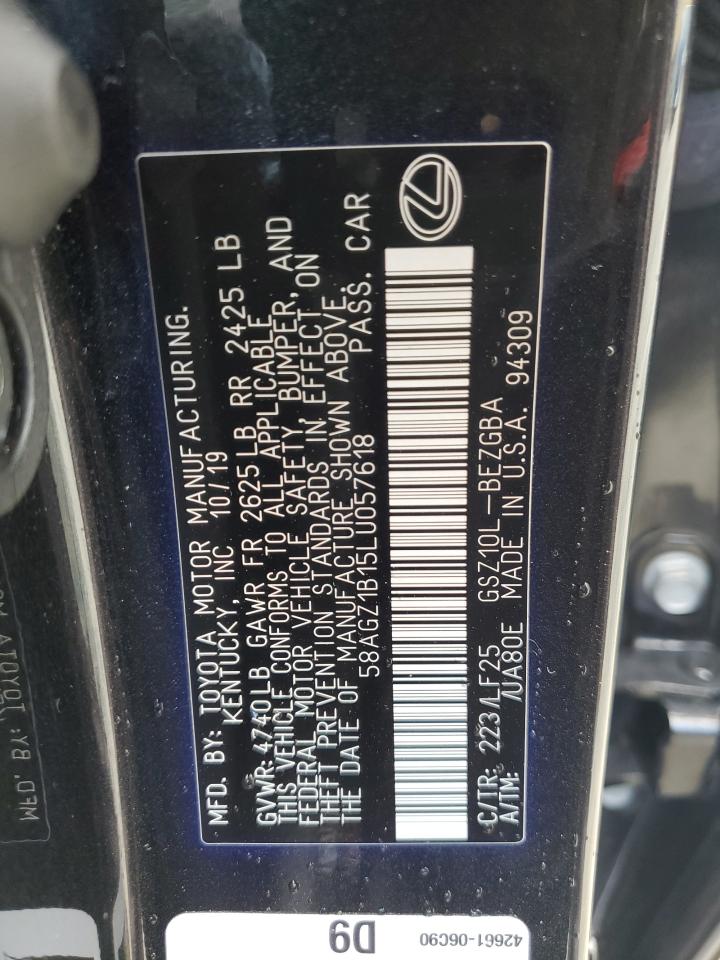 MFD. BY: TOYOTA MOTOR MANUFACTURING.
KENTUCKY, INC 10/19
GVWR 4740LB GAWR FR 2625LB RR 2425 LB
THIS VEHICLE CONFORMS TO ALL APPLICABLE
FEDERAL MOTOR VEHICLE SAFETY, BUMPER, AND
THEFT PREVENTION STANDARDS IN EFFECT ON
THE DATE OF MANUFACTURE SHOWN ABOVE.
58AGZ1B15LU057618 PASS. CAR
C/TR: 223/LF25 GSZ10L-BEZGBA
A/TM: /UA80E MADE IN U.S.A. 94309
D9
42661-06C90